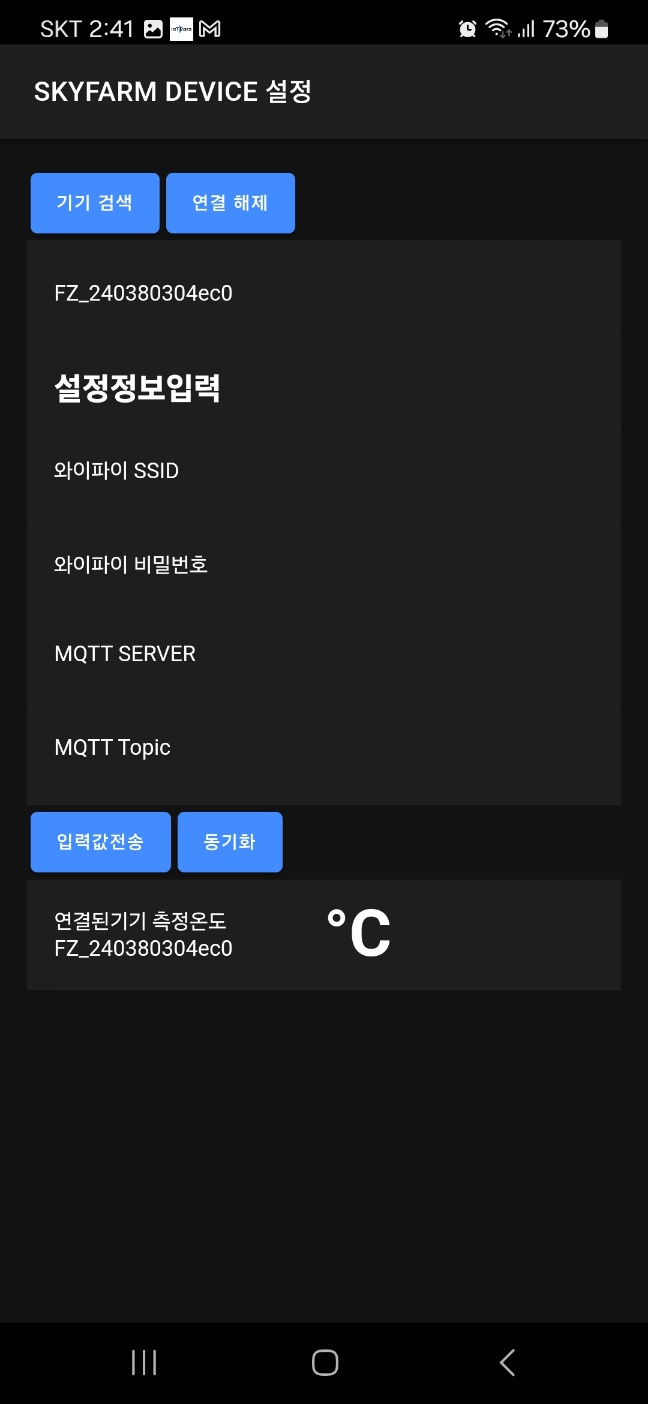 SKT 2:41 73%
SKYFARM DEVICE 설정
기기 검색 연결 해제
FZ_240380304ec0
설정정보입력
와이파이 SSID
와이파이 비밀번호
MQTT SERVER
MQTT Topic
입력값전송 동기화
연결된기기 측정온도
FZ_240380304ec0
°C